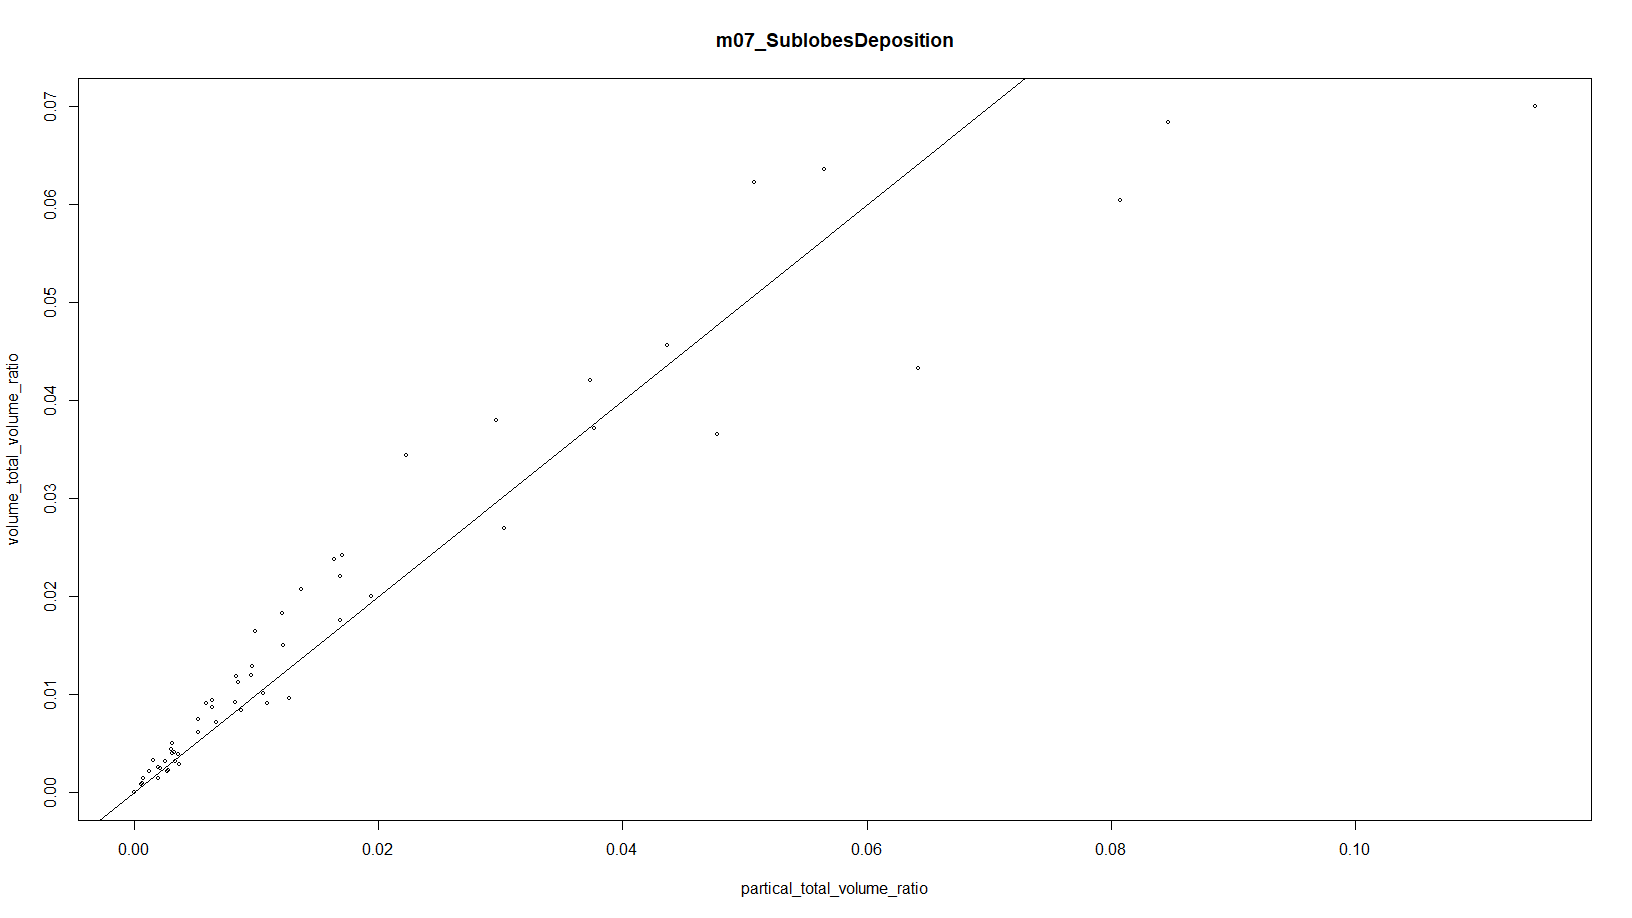 m07_SublobesDeposition
volume_total_volume_ratio
0.07
0.06
0.05
0.04
0.03
0.02
0.01
0.00
0.00 0.02 0.04 0.06 0.08 0.10
partical_total_volume_ratio